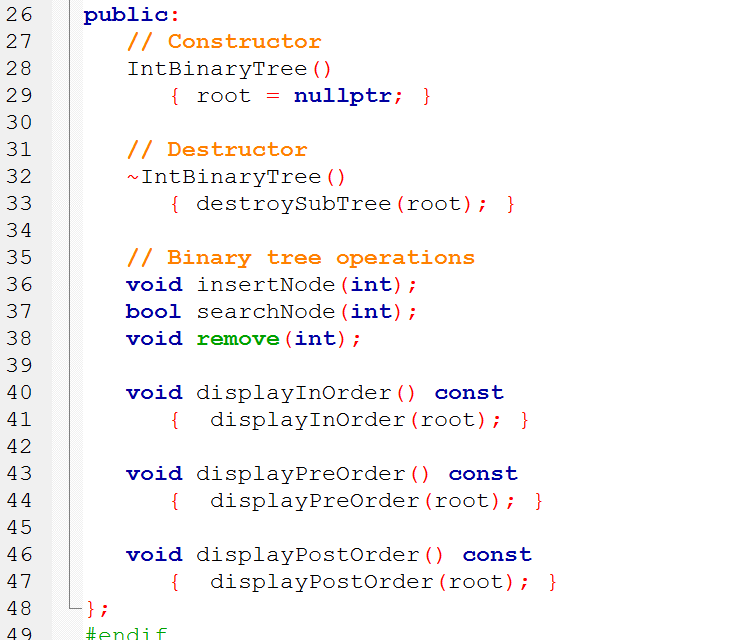 26 public:
27 // Constructor
28 IntBinaryTree()
29 { root = nullptr; }
30
31 // Destructor
32 ~IntBinaryTree()
33 { destroySubTree(root); }
34
35 // Binary tree operations
36 void insertNode(int);
37 bool searchNode(int);
38 void remove(int);
39
40 void displayInOrder() const
41 {  displayInOrder(root); }
42
43 void displayPreOrder() const
44 {  displayPreOrder(root); }
45
46 void displayPostOrder() const
47 {  displayPostOrder(root); }
48 };
49 #endif